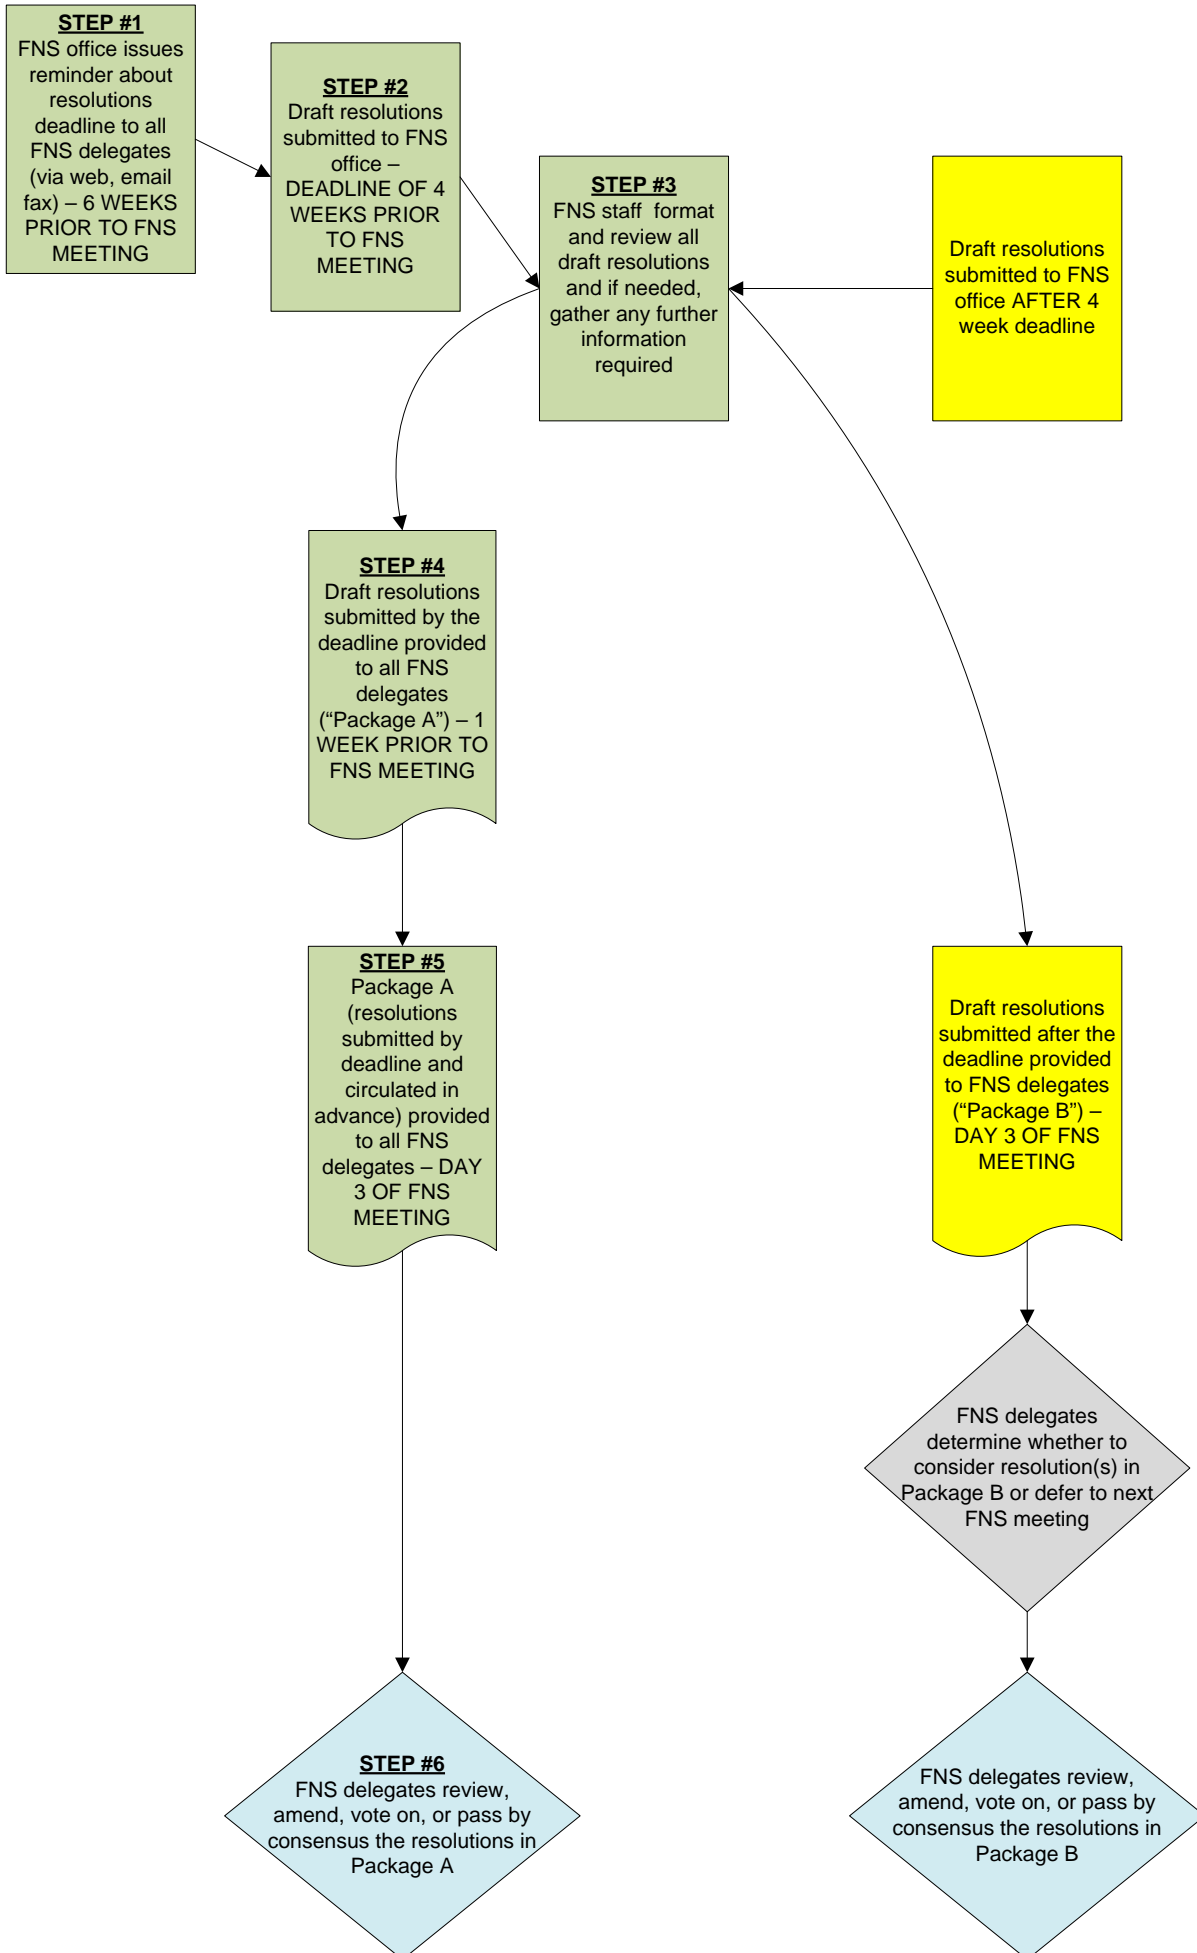 STEP #1
FNS office issues
reminder about
resolutions
deadline to all
FNS delegates
(via web, email
fax) – 6 WEEKS
PRIOR TO FNS
MEETING
STEP #2
Draft resolutions
submitted to FNS
office –
DEADLINE OF 4
WEEKS PRIOR
TO FNS
MEETING
STEP #3
FNS staff  format
and review all
draft resolutions
and if needed,
gather any further
information
required
Draft resolutions
submitted to FNS
office AFTER 4
week deadline
STEP #4
Draft resolutions
submitted by the
deadline provided
to all FNS
delegates
(“Package A”) – 1
WEEK PRIOR TO
FNS MEETING
STEP #5
Package A
(resolutions
submitted by
deadline and
circulated in
advance) provided
to all FNS
delegates – DAY
3 OF FNS
MEETING
Draft resolutions
submitted after the
deadline provided
to FNS delegates
(“Package B”) –
DAY 3 OF FNS
MEETING
FNS delegates
determine whether to
consider resolution(s) in
Package B or defer to next
FNS meeting
STEP #6
FNS delegates review,
amend, vote on, or pass by
consensus the resolutions in
Package A
FNS delegates review,
amend, vote on, or pass by
consensus the resolutions in
Package B